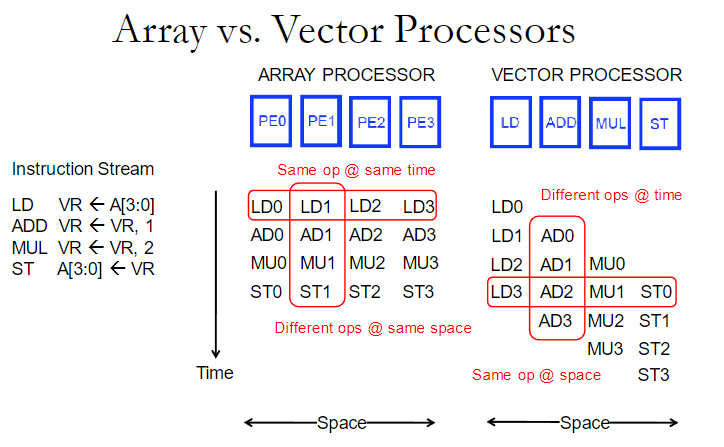 Array vs. Vector Processors
ARRAY PROCESSOR
VECTOR PROCESSOR
PE0 PE1 PE2 PE3
LD ADD MUL ST
Instruction Stream
LD VR ← A[3:0]
ADD VR ← VR, 1
MUL VR ← VR, 2
ST A[3:0] ← VR
Time
Same op @ same time
LD0 LD1 LD2 LD3
AD0 AD1 AD2 AD3
MU0 MU1 MU2 MU3
ST0 ST1 ST2 ST3
Different ops @ same space
Space
Different ops @ time
LD0
LD1 AD0
LD2 AD1 MU0
LD3 AD2 MU1 ST0
AD3 MU2 ST1
MU3 ST2
Same op @ space
ST3
Space